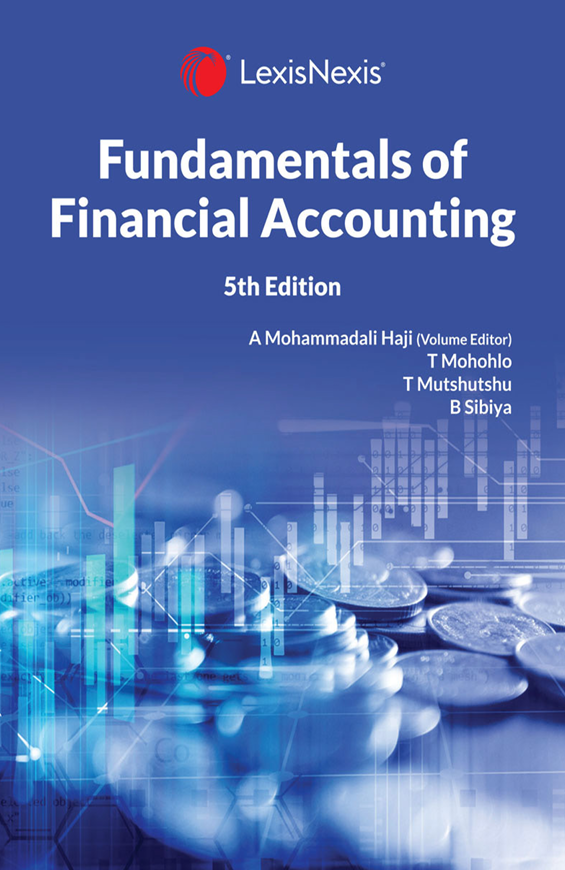 LexisNexis®
Fundamentals of
Financial Accounting
5th Edition
A Mohammadali Haji (Volume Editor)
T Mohohlo
T Mutshutshu
B Sibiya